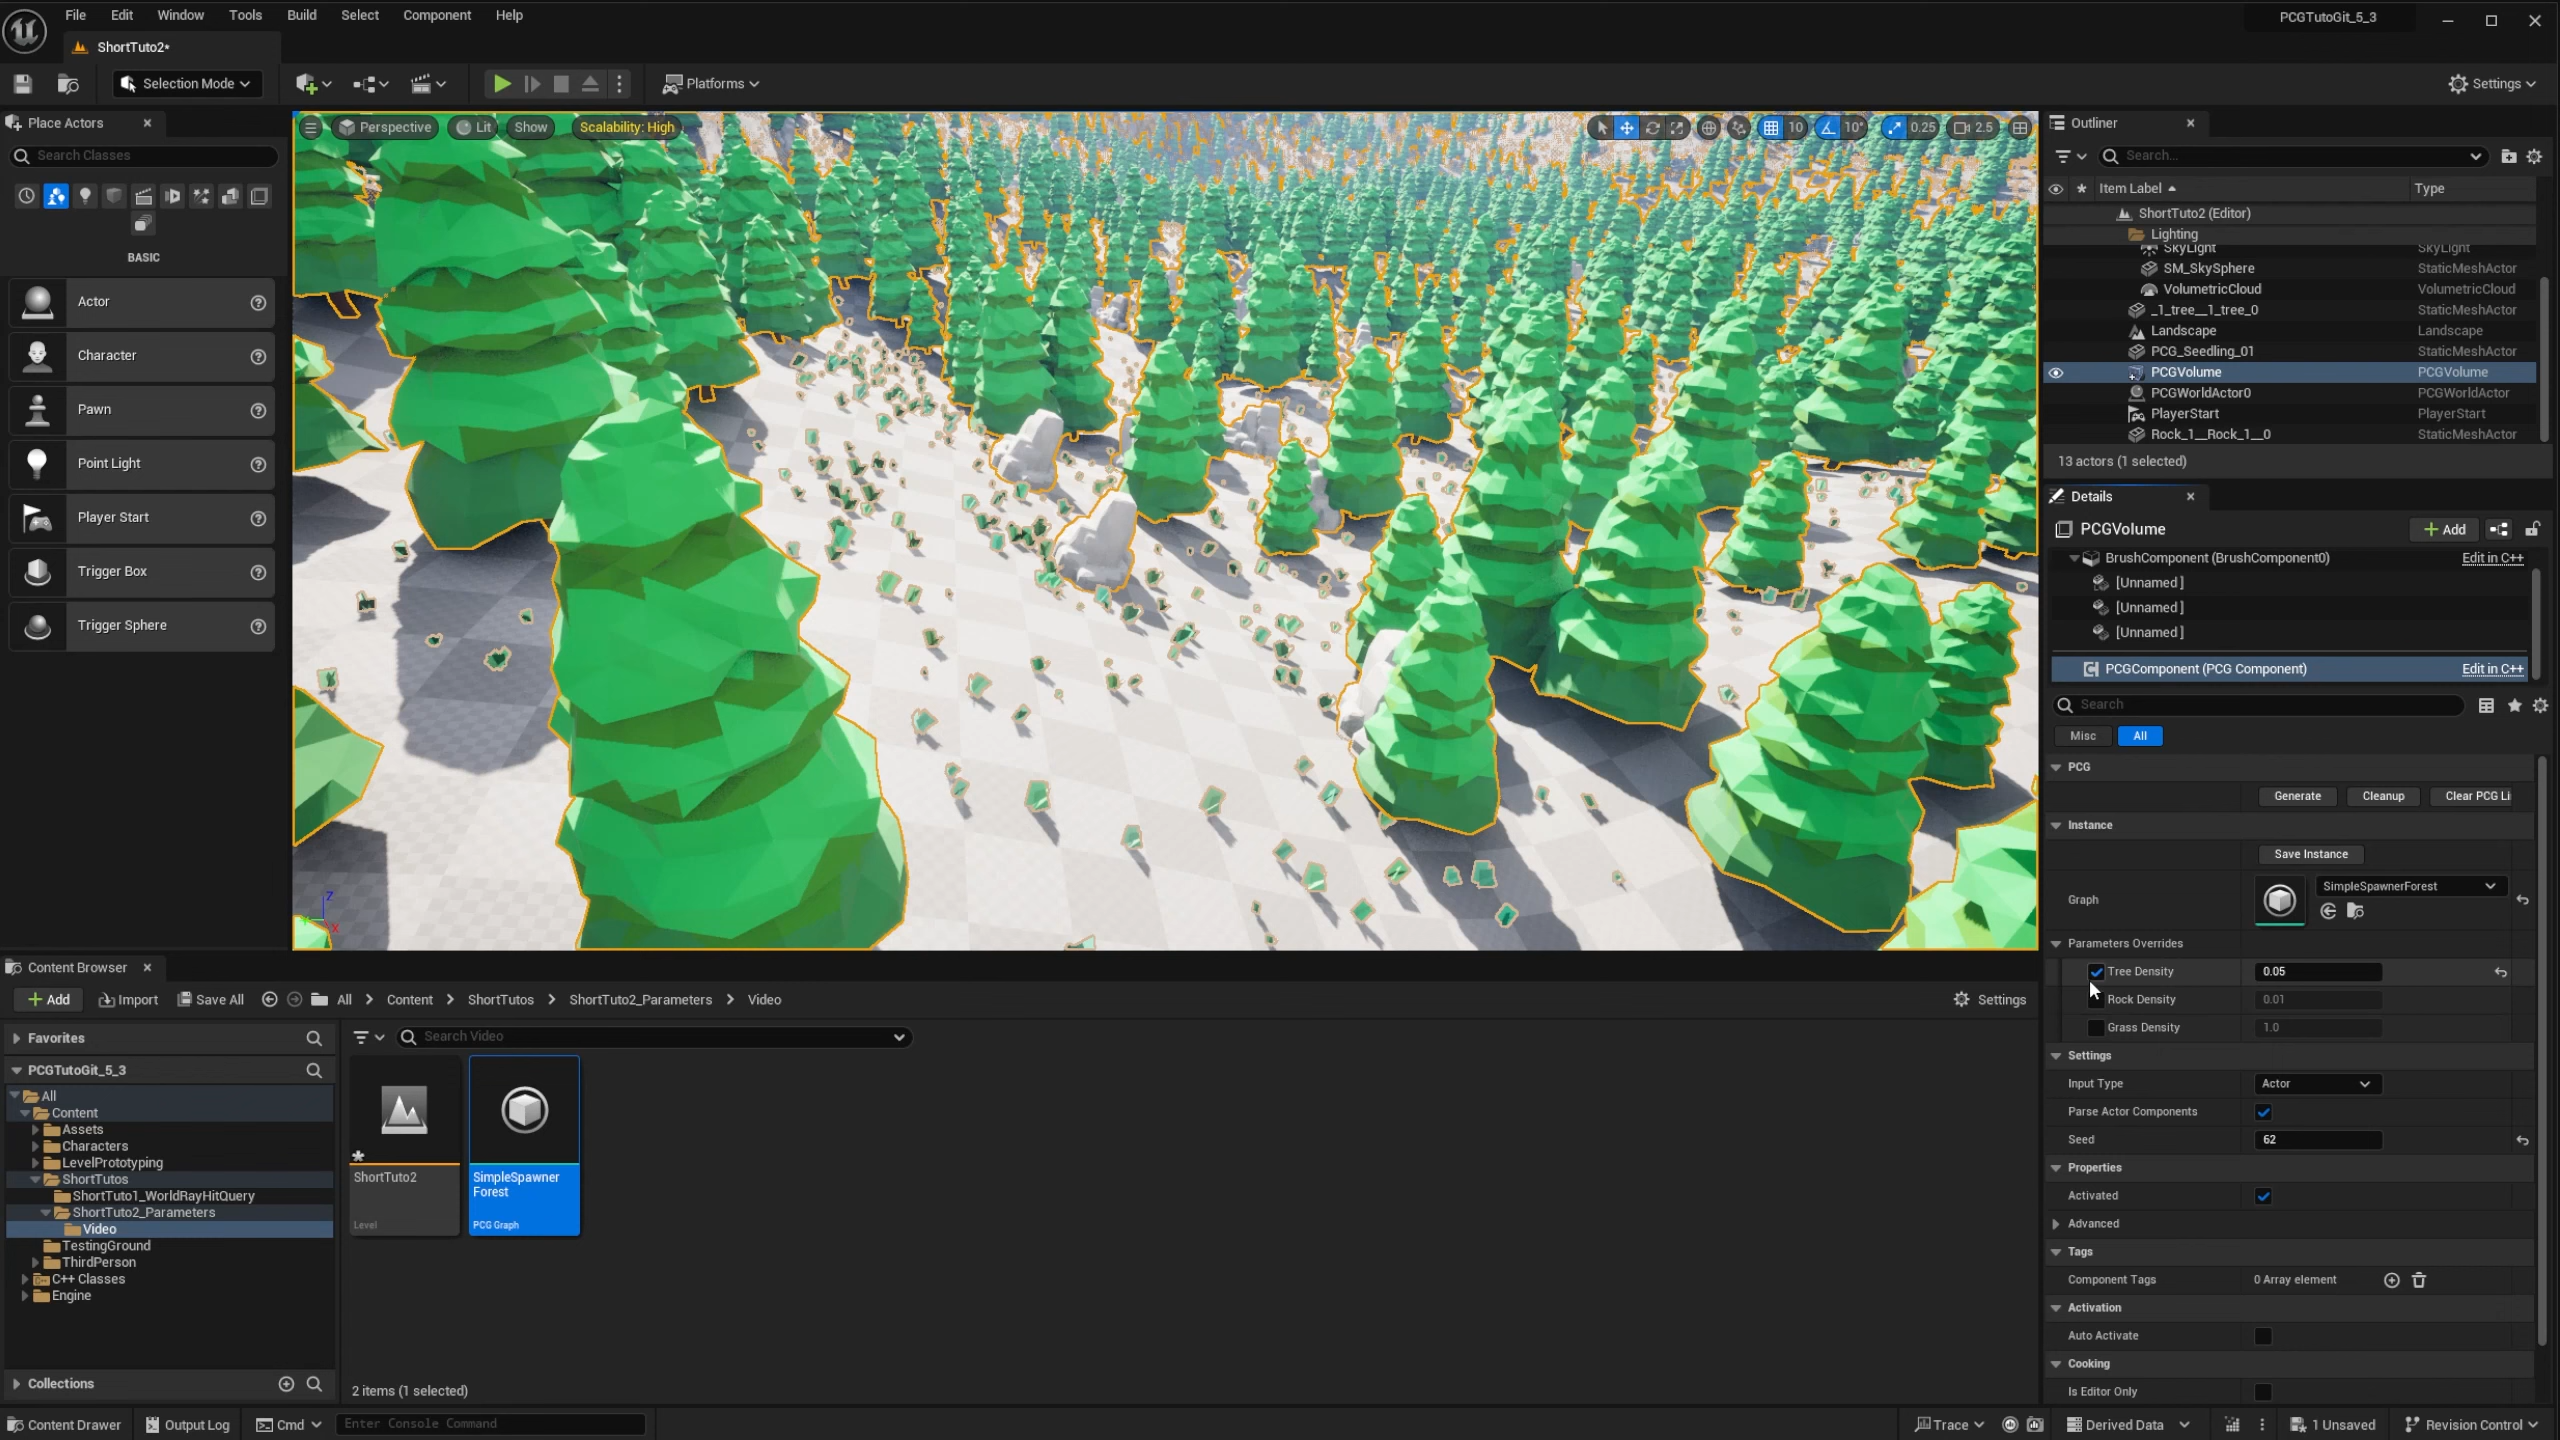 File Edit Window Tools Build Select Component Help
PCGTutoGit_5_3
ShortTuto2*
Selection Mode
Platforms
Settings
Place Actors
Search Classes
BASIC
Actor
Character
Pawn
Point Light
Player Start
Trigger Box
Trigger Sphere
Perspective Lit Show Scalability: High
10 10° 0.25 2.5
Z
X
Outliner
Search...
Item Label Type
ShortTuto2 (Editor)
Lighting
SkyLight SkyLight
SM_SkySphere StaticMeshActor
VolumetricCloud VolumetricCloud
_1_tree__1_tree_0 StaticMeshActor
Landscape Landscape
PCG_Seedling_01 StaticMeshActor
PCGVolume PCGVolume
PCGWorldActor0 PCGWorldActor
PlayerStart PlayerStart
Rock_1__Rock_1__0 StaticMeshActor
13 actors (1 selected)
Details
PCGVolume
+ Add
BrushComponent (BrushComponent0) Edit in C++
[Unnamed ]
[Unnamed ]
[Unnamed ]
PCGComponent (PCG Component) Edit in C++
Search
Misc All
PCG
Generate Cleanup Clear PCG Li
Instance
Save Instance
Graph SimpleSpawnerForest
Parameters Overrides
Tree Density 0.05
Rock Density 0.01
Grass Density 1.0
Settings
Input Type Actor
Parse Actor Components
Seed 62
Properties
Activated
Advanced
Tags
Component Tags 0 Array element
Activation
Auto Activate
Cooking
Is Editor Only
Content Browser
+ Add Import Save All All > Content > ShortTutos > ShortTuto2_Parameters > Video
Settings
Favorites
PCGTutoGit_5_3
All
Content
Assets
Characters
LevelPrototyping
ShortTutos
ShortTuto1_WorldRayHitQuery
ShortTuto2_Parameters
Video
TestingGround
ThirdPerson
C++ Classes
Engine
Collections
Search Video
ShortTuto2
Level
SimpleSpawner
Forest
PCG Graph
2 items (1 selected)
Content Drawer Output Log Cmd Enter Console Command
Trace Derived Data 1 Unsaved Revision Control